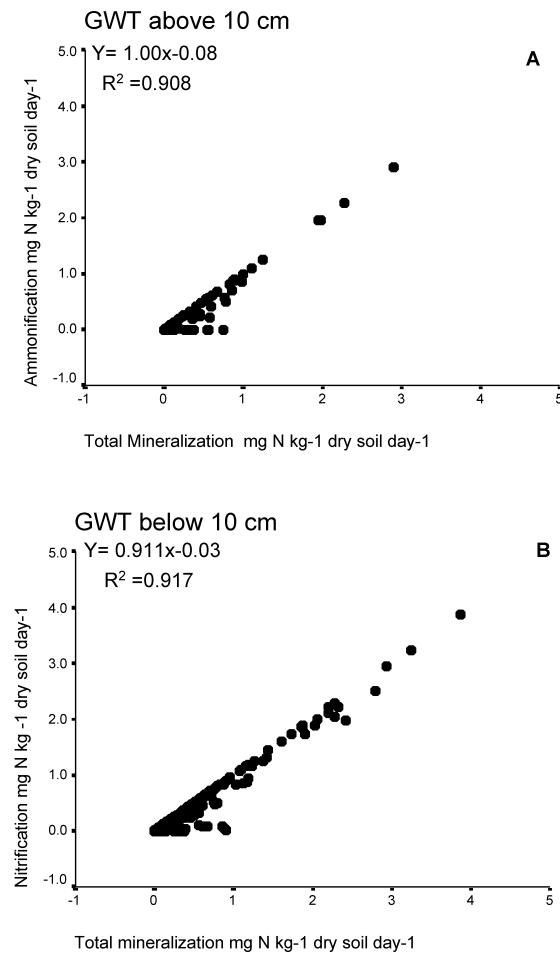 GWT above 10 cm
Y= 1.00x-0.08
R² =0.908
A
Ammonification mg N kg-1 dry soil day-1
5.0
4.0
3.0
2.0
1.0
0.0
-1.0
-1 0 1 2 3 4 5
Total Mineralization mg N kg-1 dry soil day-1
GWT below 10 cm
Y= 0.911x-0.03
R² =0.917
B
Nitrification mg N kg -1 dry soil day-1
5.0
4.0
3.0
2.0
1.0
0.0
-1.0
-1 0 1 2 3 4 5
Total mineralization mg N kg-1 dry soil day-1